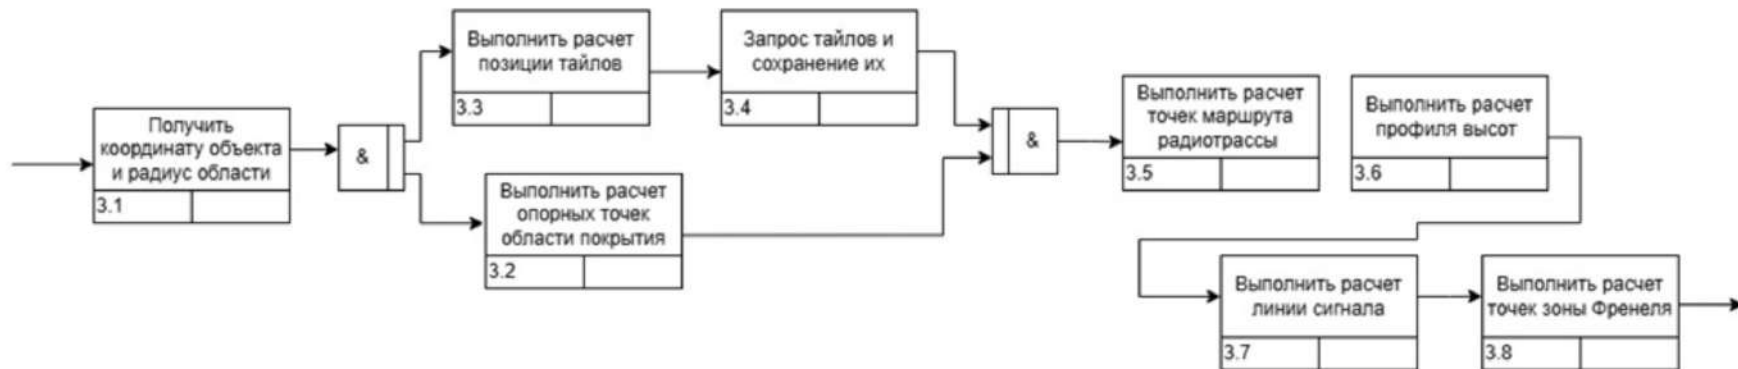 Получить
координату объекта
и радиус области
3.1
&
Выполнить расчет
позиции тайлов
3.3
Запрос тайлов и
сохранение их
3.4
Выполнить расчет
опорных точек
области покрытия
3.2
&
Выполнить расчет
точек маршрута
радиотрассы
3.5
Выполнить расчет
профиля высот
3.6
Выполнить расчет
линии сигнала
3.7
Выполнить расчет
точек зоны Френеля
3.8